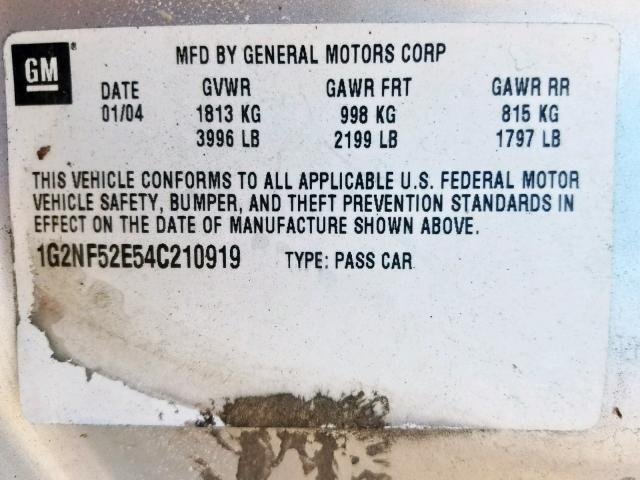 GM®
MFD BY GENERAL MOTORS CORP
DATE GVWR GAWR FRT GAWR RR
01/04 1813 KG 998 KG 815 KG
3996 LB 2199 LB 1797 LB
THIS VEHICLE CONFORMS TO ALL APPLICABLE U.S. FEDERAL MOTOR
VEHICLE SAFETY, BUMPER, AND THEFT PREVENTION STANDARDS IN
EFFECT ON THE DATE OF MANUFACTURE SHOWN ABOVE.
1G2NF52E54C210919 TYPE: PASS CAR